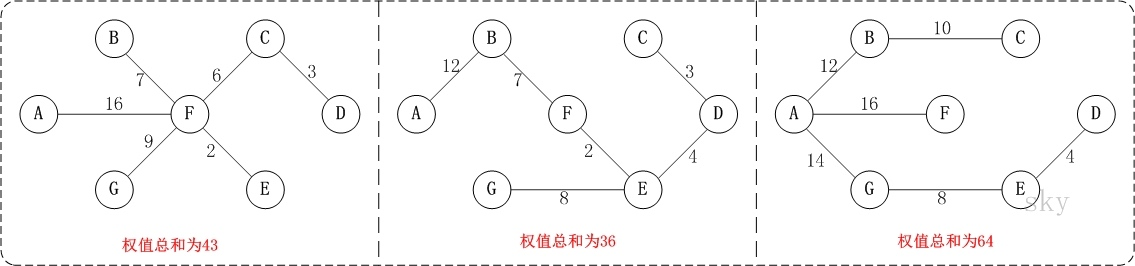 B C
7 6 3
A 16 F D
9 2
G E
权值总和为43
B C
12 7 3
A F D
2 4
G 8 E
权值总和为36
B 10 C
12
A 16 F D
14 4
G 8 E
sky
权值总和为64